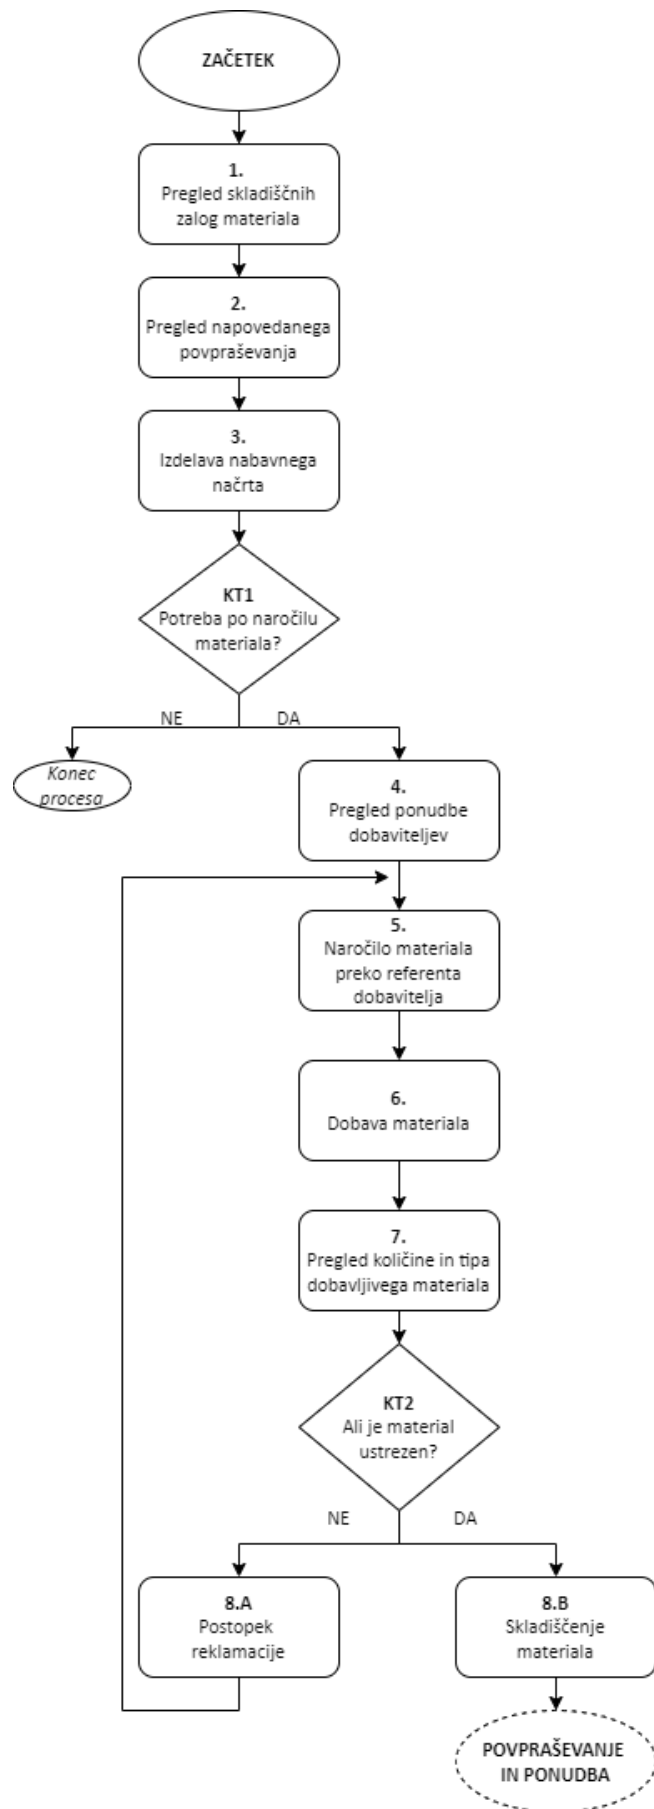 ZAČETEK
1.
Pregled skladiščnih
zalog materiala
2.
Pregled napovedanega
povpraševanja
3.
Izdelava nabavnega
načrta
KT1
Potreba po naročilu
materiala?
NE
DA
Konec
procesa
4.
Pregled ponudbe
dobaviteljev
5.
Naročilo materiala
preko referenta
dobavitelja
6.
Dobava materiala
7.
Pregled količine in tipa
dobavljivega materiala
KT2
Ali je material
ustrezen?
NE
DA
8.A
Postopek
reklamacije
8.B
Skladiščenje
materiala
POVPRAŠEVANJE
IN PONUDBA